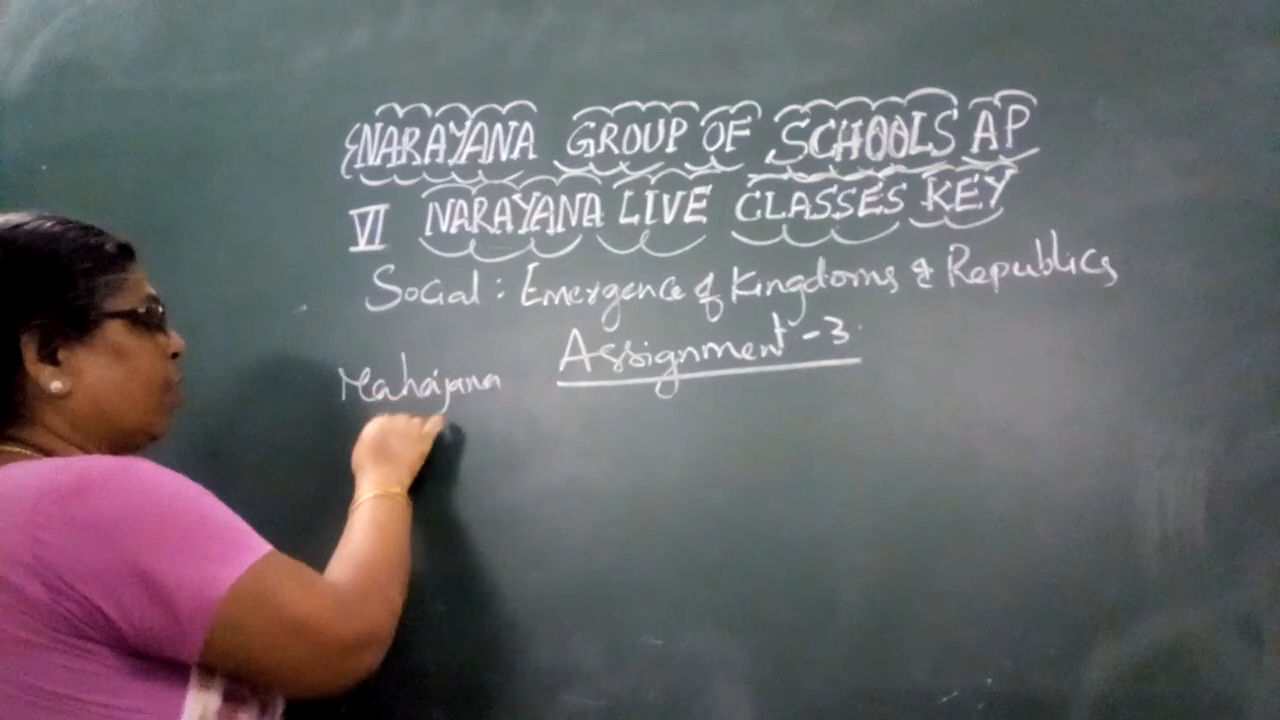 NARAYANA GROUP OF SCHOOLS AP
VI NARAYANA LIVE CLASSES KEY
Social : Emergence of Kingdoms & Republics
Assignment - 3.
Mahajana